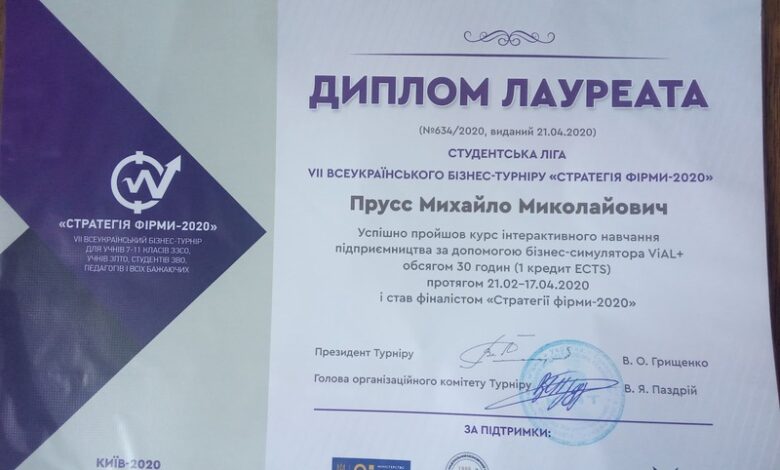 «СТРАТЕГІЯ ФІРМИ-2020»
VII ВСЕУКРАЇНСЬКИЙ БІЗНЕС-ТУРНІР
ДЛЯ УЧНІВ 7-11 КЛАСІВ ЗЗСО,
УЧНІВ ЗПТО, СТУДЕНТІВ ЗВО,
ПЕДАГОГІВ І ВСІХ БАЖАЮЧИХ
КИЇВ-2020
ДИПЛОМ ЛАУРЕАТА
(№634/2020, виданий 21.04.2020)
СТУДЕНТСЬКА ЛІГА
VII ВСЕУКРАЇНСЬКОГО БІЗНЕС-ТУРНІРУ «СТРАТЕГІЯ ФІРМИ-2020»
Прусс Михайло Миколайович
Успішно пройшов курс інтерактивного навчання
підприємництва за допомогою бізнес-симулятора ViAL+
обсягом 30 годин (1 кредит ECTS)
протягом 21.02-17.04.2020
і став фіналістом «Стратегії фірми-2020»
Президент Турніру В. О. Грищенко
Голова організаційного комітету Турніру В. Я. Паздрій
ЗА ПІДТРИМКИ: